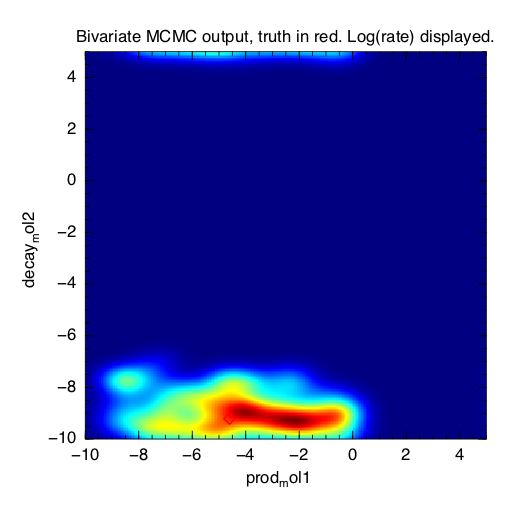 Bivariate MCMC output, truth in red. Log(rate) displayed.
4
2
0
−2
−4
−6
−8
−10
decay_mol2
−10 −8 −6 −4 −2 0 2 4
prod_mol1